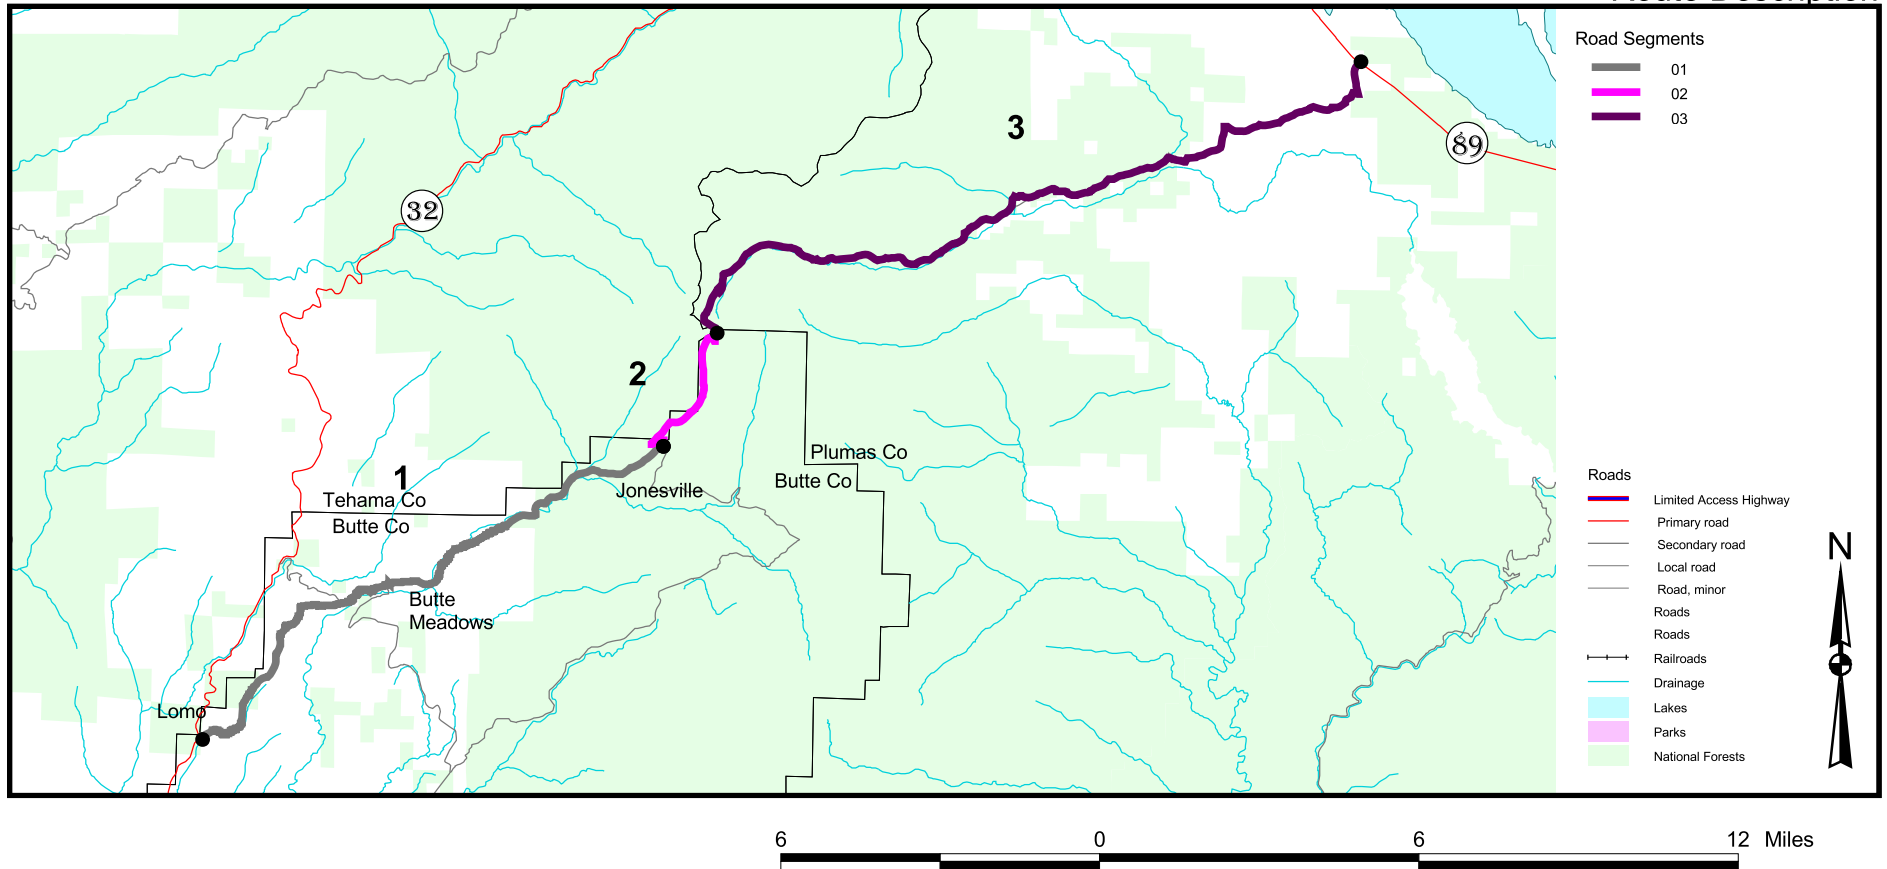 Route Description
Road Segments
01
02
03
3
89
32
2
1
Tehama Co
Butte Co
Plumas Co
Butte Co
Jonesville
Butte
Meadows
Lomo
Roads
Limited Access Highway
Primary road
Secondary road
Local road
Road, minor
Roads
Roads
Railroads
Drainage
Lakes
Parks
National Forests
N
6 0 6 12 Miles